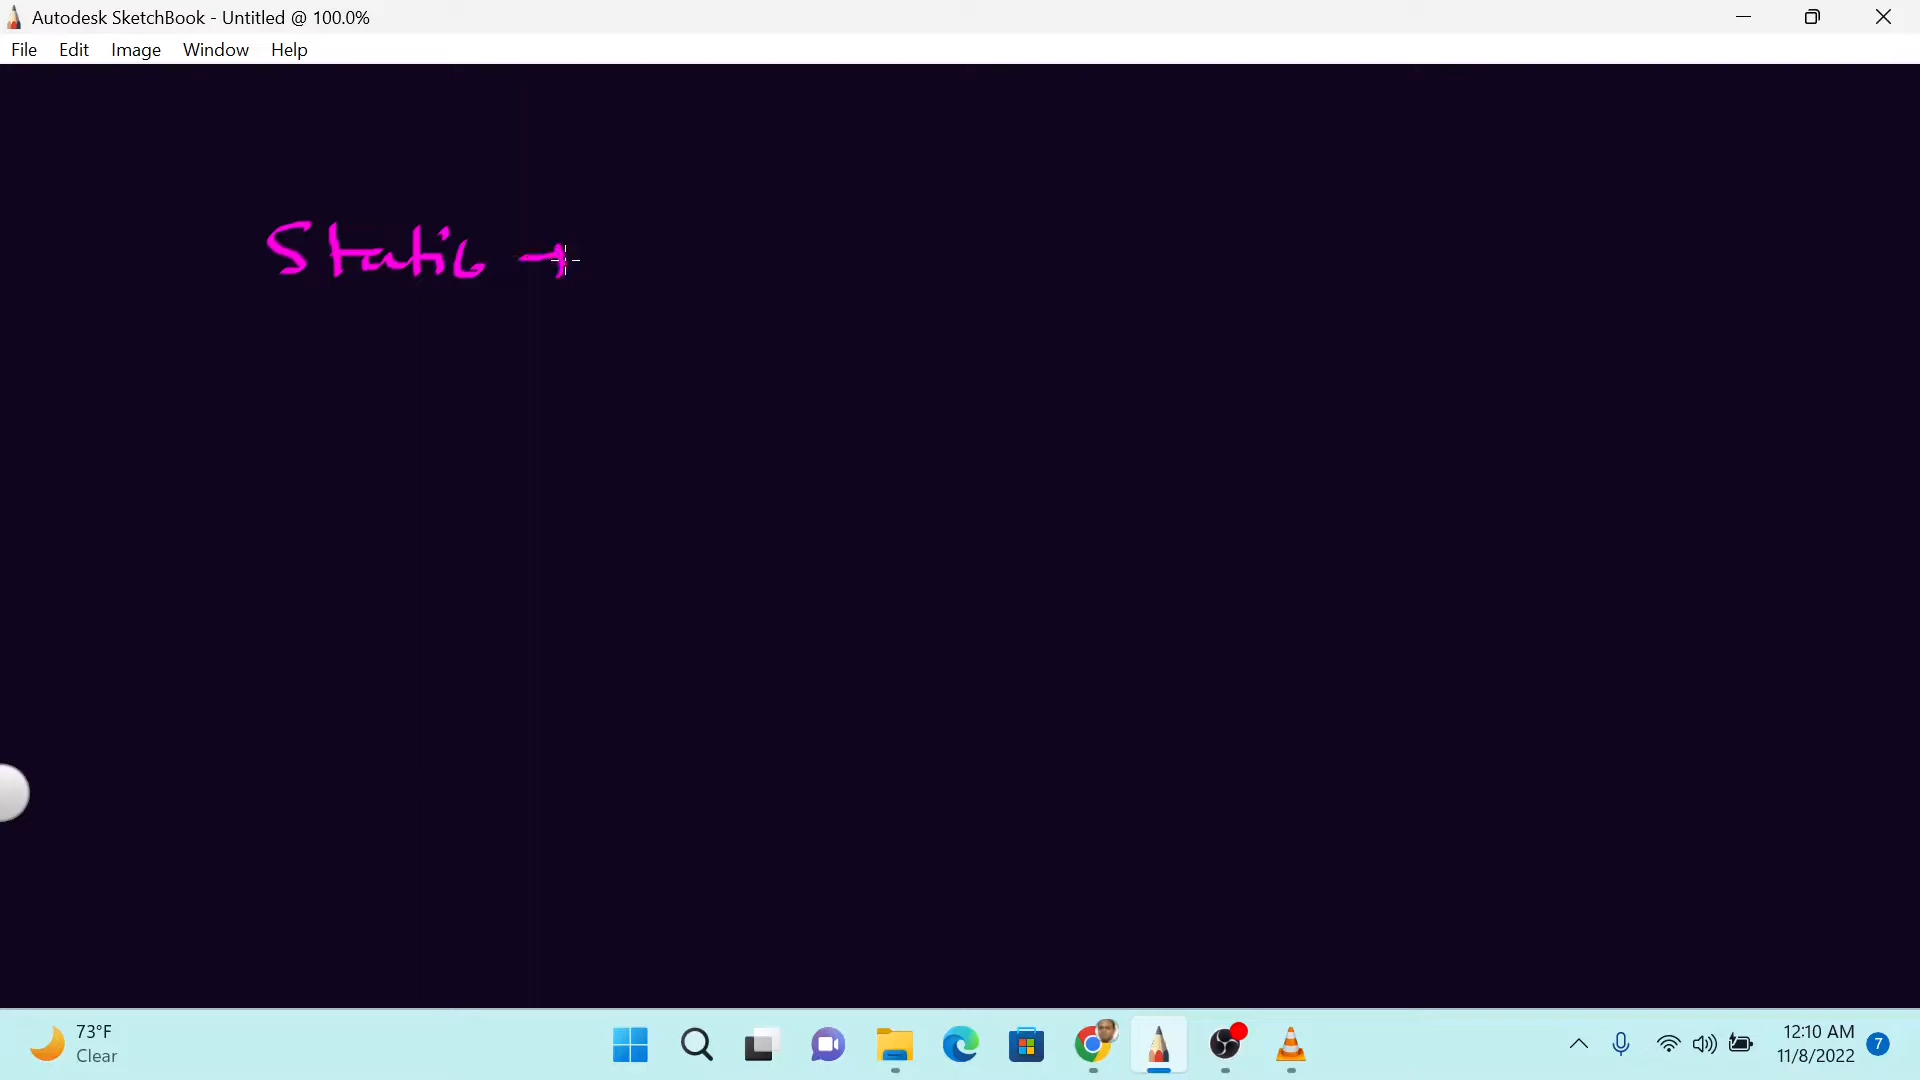 Autodesk SketchBook - Untitled @ 100.0%
File Edit Image Window Help
Static →
73°F
Clear
12:10 AM
11/8/2022
7